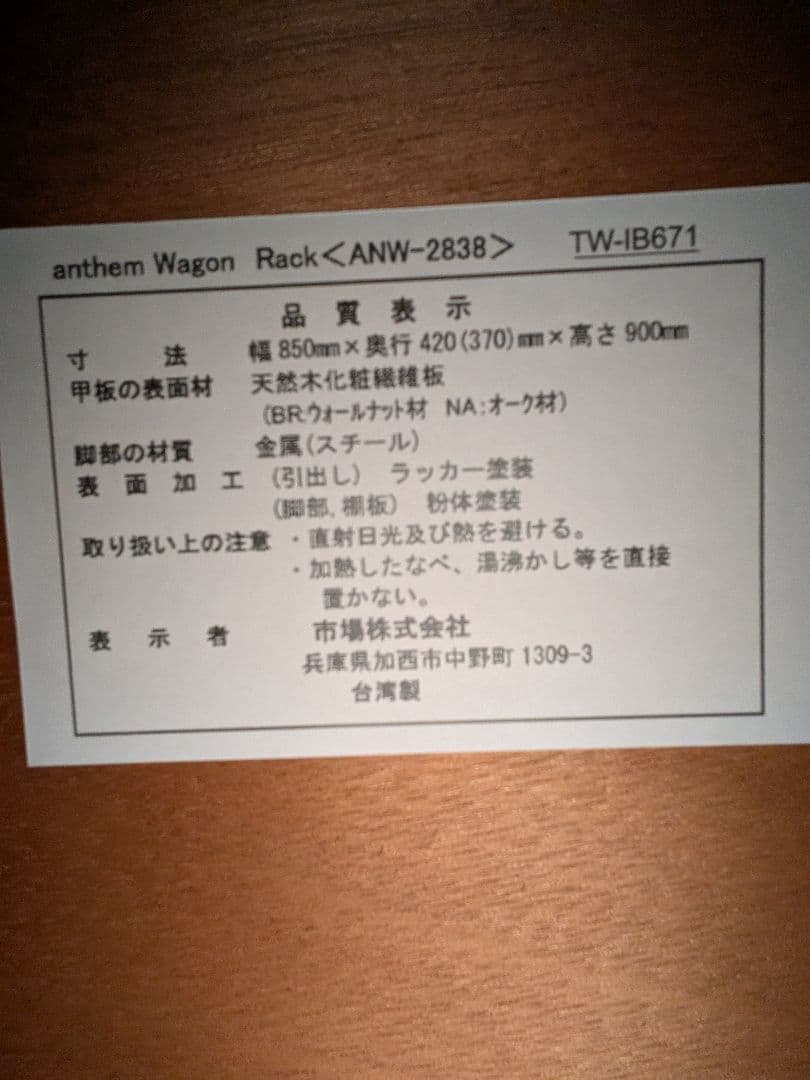 anthem Wagon Rack<ANW-2838> TW-IB671
品質表示
寸法 幅850mm×奥行420(370)mm×高さ900mm
甲板の表面材 天然木化粧繊維板
(BR:ウォールナット材 NA:オーク材)
脚部の材質 金属(スチール)
表面加工 (引出し) ラッカー塗装
(脚部,棚板) 粉体塗装
取り扱い上の注意 ・直射日光及び熱を避ける。
・加熱したなべ、湯沸かし等を直接
置かない。
表示者 市場株式会社
兵庫県加西市中野町1309-3
台湾製